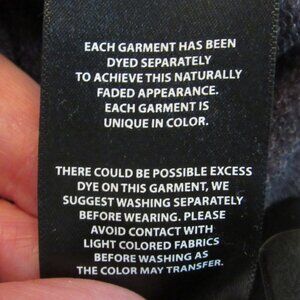 EACH GARMENT HAS BEEN
DYED SEPARATELY
TO ACHIEVE THIS NATURALLY
FADED APPEARANCE.
EACH GARMENT IS
UNIQUE IN COLOR.
THERE COULD BE POSSIBLE EXCESS
DYE ON THIS GARMENT, WE
SUGGEST WASHING SEPARATELY
BEFORE WEARING. PLEASE
AVOID CONTACT WITH
LIGHT COLORED FABRICS
BEFORE WASHING AS
THE COLOR MAY TRANSFER.